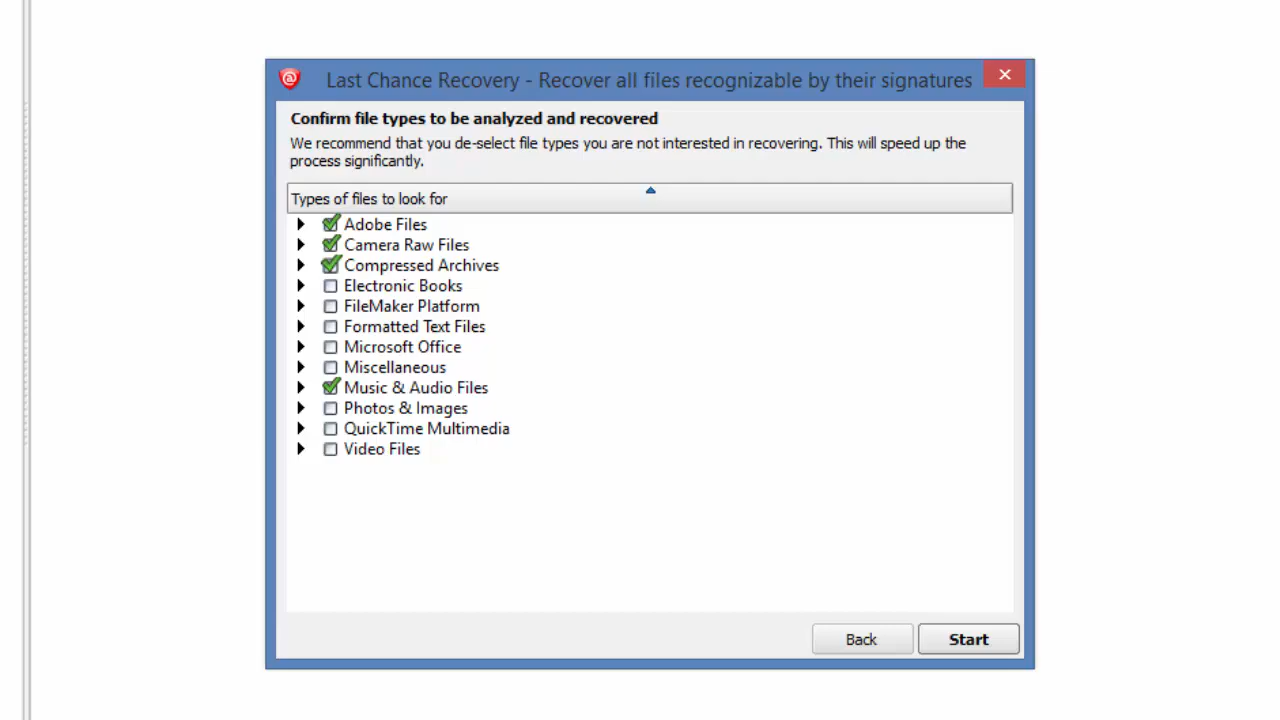 Last Chance Recovery - Recover all files recognizable by their signatures
Confirm file types to be analyzed and recovered
We recommend that you de-select file types you are not interested in recovering. This will speed up the
process significantly.
Types of files to look for
Adobe Files
Camera Raw Files
Compressed Archives
Electronic Books
FileMaker Platform
Formatted Text Files
Microsoft Office
Miscellaneous
Music & Audio Files
Photos & Images
QuickTime Multimedia
Video Files
Back
Start